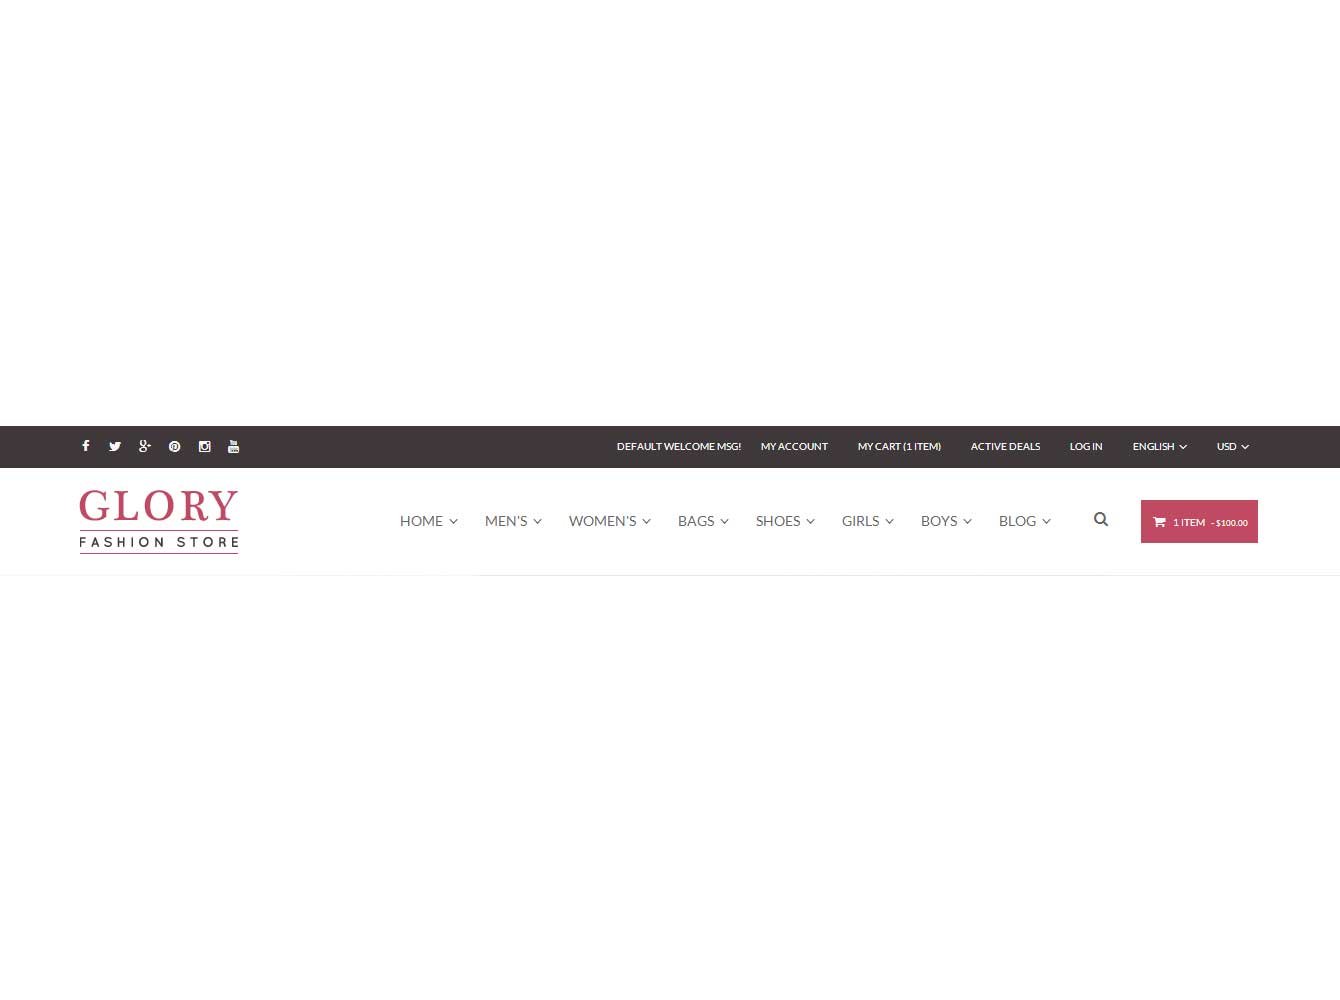 DEFAULT WELCOME MSG! MY ACCOUNT MY CART (1 ITEM) ACTIVE DEALS LOG IN ENGLISH USD
GLORY
FASHION STORE
HOME MEN'S WOMEN'S BAGS SHOES GIRLS BOYS BLOG
1 ITEM - $100.00